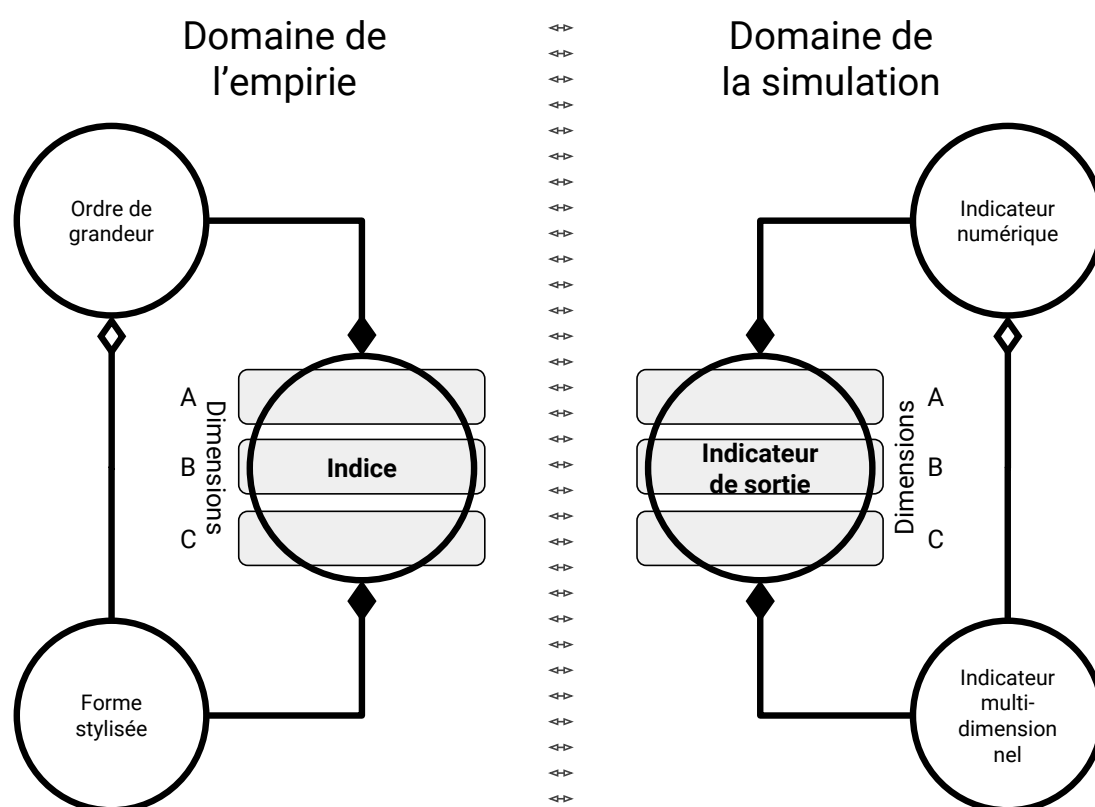 Domaine de
l’empirie
Ordre de
grandeur
A
B
C
Dimensions
Indice
Forme
stylisée
Domaine de
la simulation
Indicateur
numérique
Indicateur
de sortie
Dimensions
A
B
C
Indicateur
multi-
dimension
nel